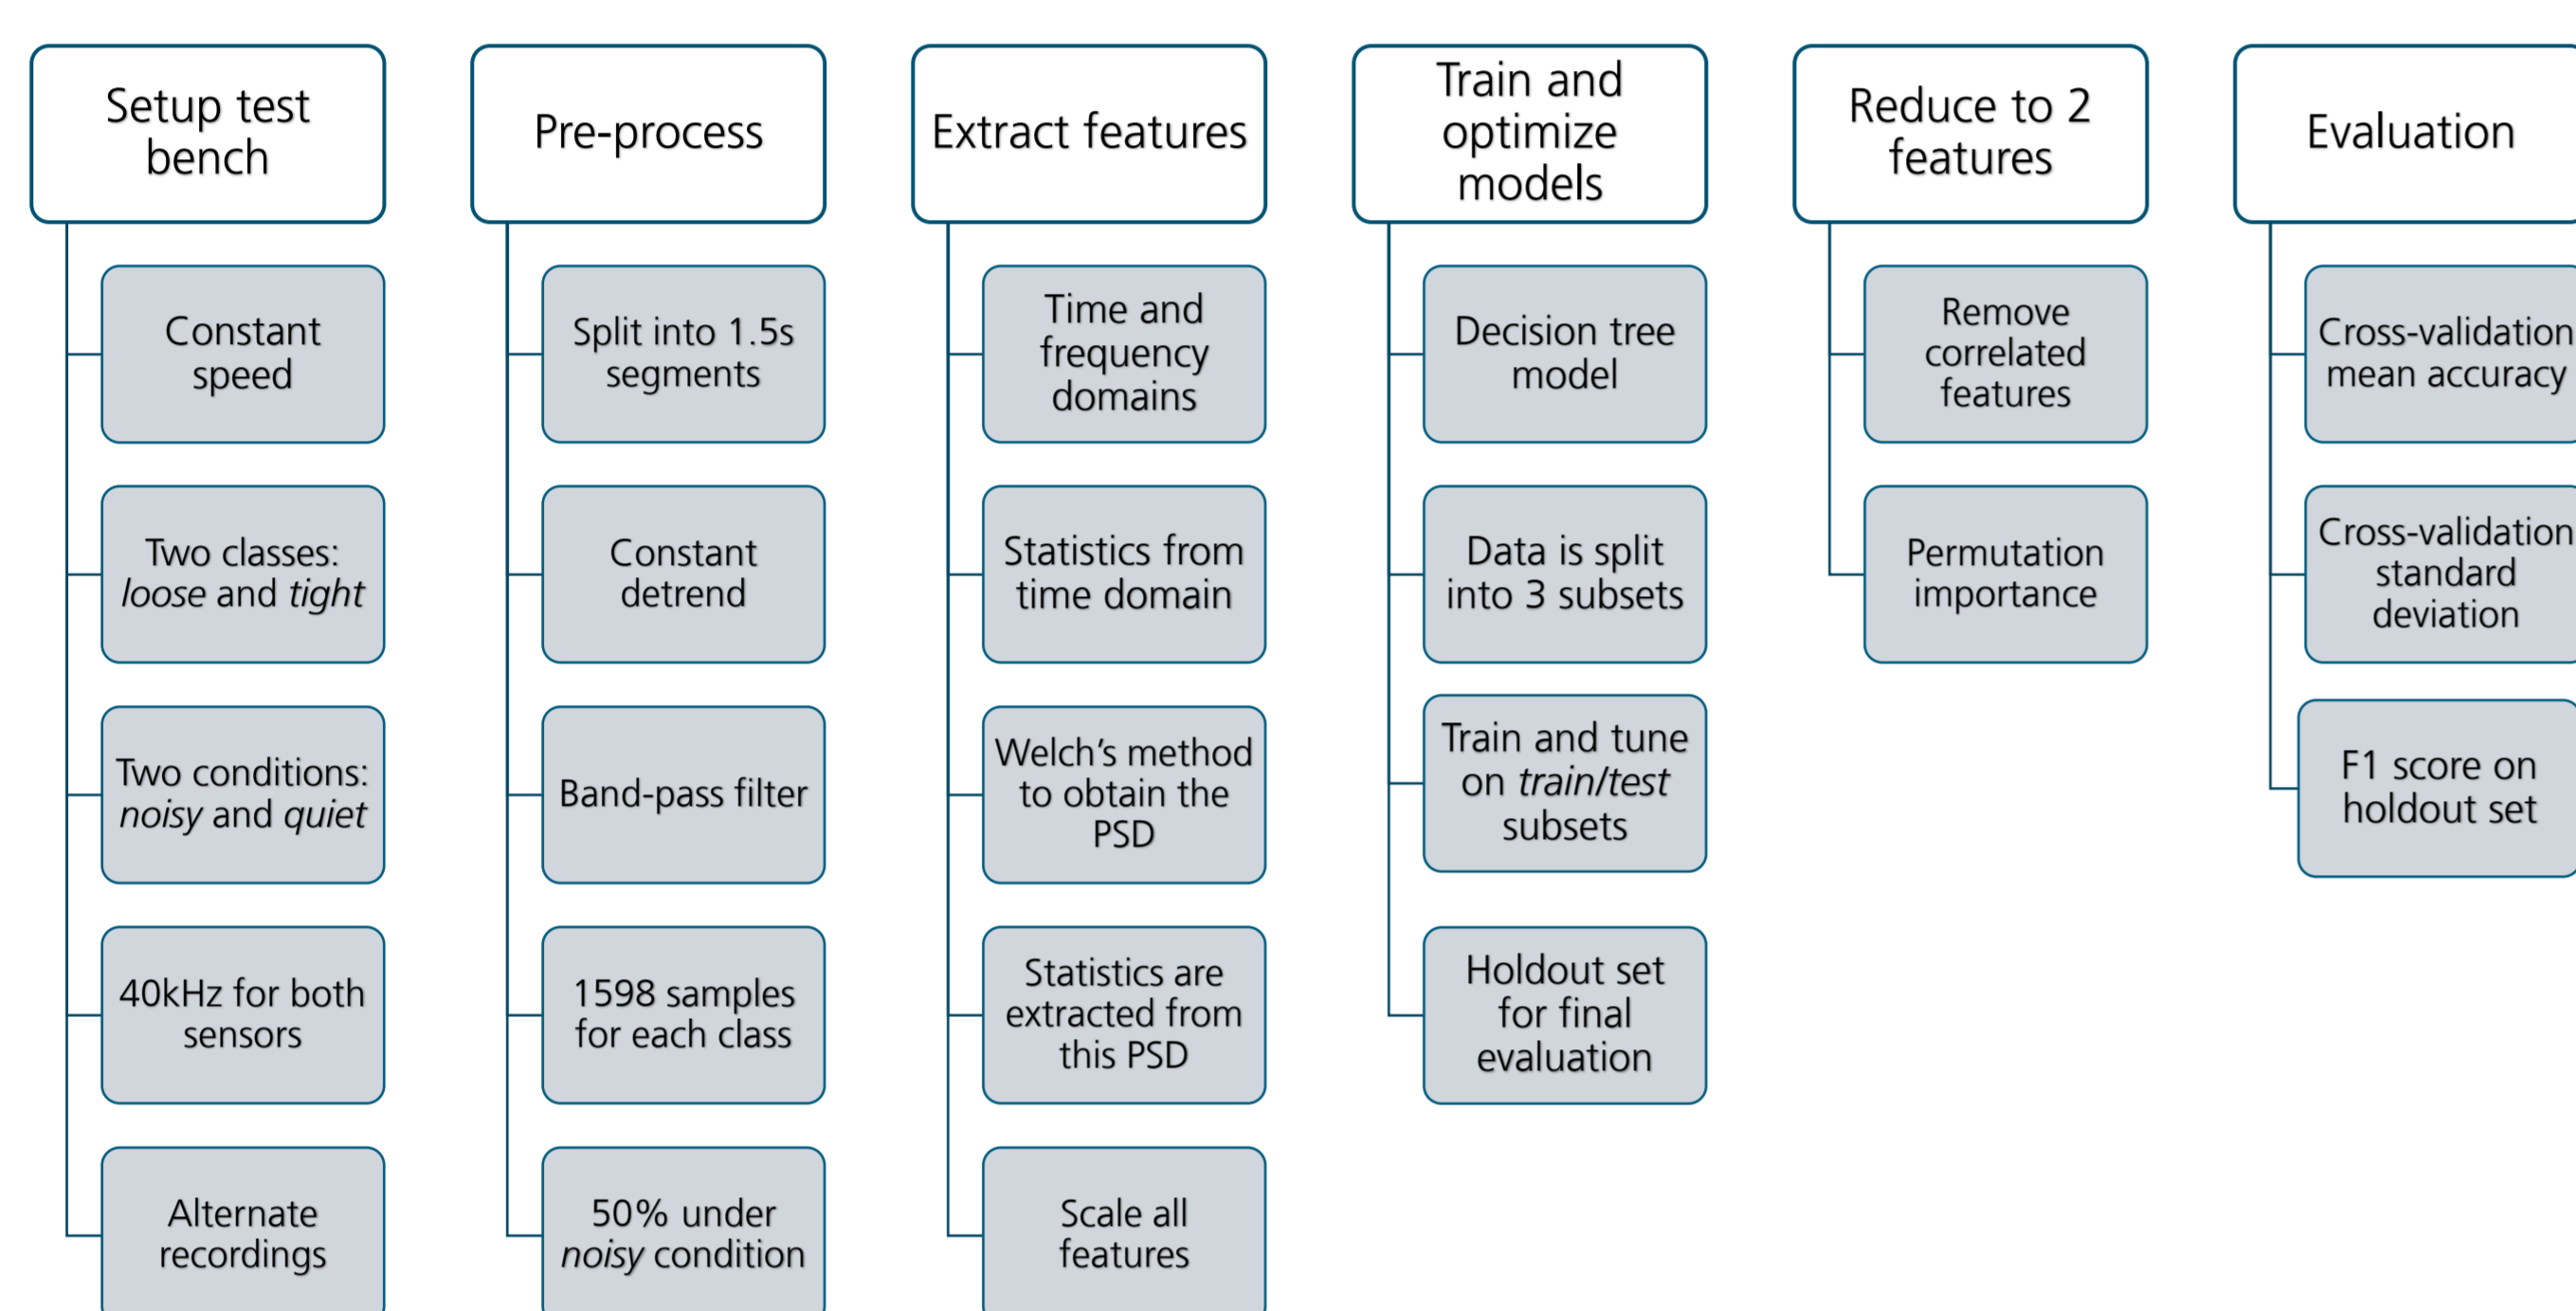 Setup test
bench
Constant
speed
Two classes:
loose and tight
Two conditions:
noisy and quiet
40kHz for both
sensors
Alternate
recordings
Pre-process
Split into 1.5s
segments
Constant
detrend
Band-pass filter
1598 samples
for each class
50% under
noisy condition
Extract features
Time and
frequency
domains
Statistics from
time domain
Welch’s method
to obtain the
PSD
Statistics are
extracted from
this PSD
Scale all
features
Train and
optimize
models
Decision tree
model
Data is split
into 3 subsets
Train and tune
on train/test
subsets
Holdout set
for final
evaluation
Reduce to 2
features
Remove
correlated
features
Permutation
importance
Evaluation
Cross-validation
mean accuracy
Cross-validation
standard
deviation
F1 score on
holdout set